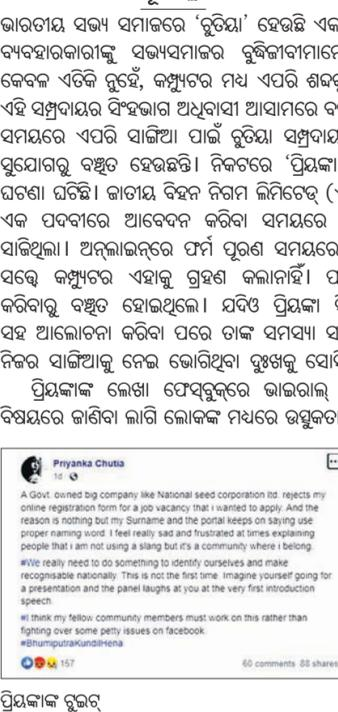 ଭାରତୀୟ ସଭ୍ୟ ସମାଜରେ ‘ଚୁତିୟା’ ହେଉଛି ଏକ
ବ୍ୟବହାରକାରୀଙ୍କୁ ସଭ୍ୟସମାଜର ବୁଦ୍ଧିଜୀବୀମାନେ
କେବଳ ଏତିକି ନୁହେଁ, କମ୍ପ୍ୟୁଟର ମଧ୍ୟ ଏପରି ଶବ୍ଦକୁ
ଏହି ସମ୍ପ୍ରଦାୟର ସିଂହଭାଗ ଅଧିବାସୀ ଆସାମରେ ବ
ସମୟରେ ଏପରି ସାଙ୍ଗିଆ ପାଇଁ ଚୁତିୟା ସମ୍ପ୍ରଦାୟ
ସୁଯୋଗରୁ ବଞ୍ଚିତ ହେଉଛନ୍ତି। ନିକଟରେ ‘ପ୍ରିୟଙ୍କା
ଘଟଣା ଘଟିଛି। ଜାତୀୟ ବିହନ ନିଗମ ଲିମିଟେଡ୍ (
ଏକ ପଦବୀରେ ଆବେଦନ କରିବା ସମୟରେ
ସାଜିଥିଲା। ଅନ୍‌ଲାଇନ୍‌ରେ ଫର୍ମ ପୂରଣ ସମୟରେ
ସତ୍ତ୍ୱେ କମ୍ପ୍ୟୁଟର ଏହାକୁ ଗ୍ରହଣ କଲାନାହିଁ। ପ
କରିବାରୁ ବଞ୍ଚିତ ହୋଇଥିଲେ। ଯଦିଓ ପ୍ରିୟଙ୍କା
ସହ ଆଲୋଚନା କରିବା ପରେ ତାଙ୍କ ସମସ୍ୟା ସ
ନିଜର ସାଙ୍ଗିଆକୁ ନେଇ ଭୋଗିଥିବା ଦୁଃଖକୁ ସୋସି
ପ୍ରିୟଙ୍କାଙ୍କ ଲେଖା ଫେସ୍‌ବୁକ୍‌ରେ ଭାଇରାଲ୍
ବିଷୟରେ ଜାଣିବା ଲାଗି ଲୋକଙ୍କ ମଧ୍ୟରେ ଉତ୍ସୁକତା
Priyanka Chutia
1d
A Govt. owned big company like National seed corporation ltd. rejects my
online registration form for a job vacancy that i wanted to apply. And the
reason is nothing but my Surname and the portal keeps on saying use
proper naming word. I feel really sad and frustrated at times explaining
people that i am not using a slang but it's a community where i belong.
#We really need to do something to identify ourselves and make
recognisable nationally. This is not the first time. Imagine yourself going for
a presentation and the panel laughs at you at the very first introduction
speech.
#I think my fellow community members must work on this rather than
fighting over some petty issues on facebook.
#BhumiputraKundilHena
157 60 comments 88 shares
ପ୍ରିୟଙ୍କାଙ୍କ ଟୁଇଟ୍